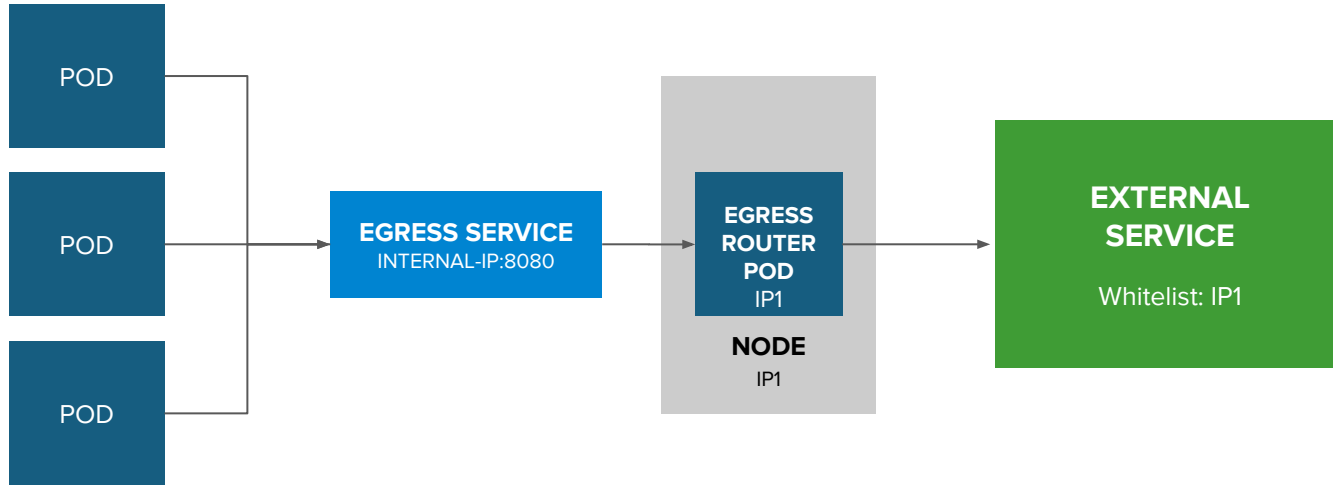 POD
POD
POD
EGRESS SERVICE
INTERNAL-IP:8080
EGRESS
ROUTER
POD
IP1
NODE
IP1
EXTERNAL
SERVICE
Whitelist: IP1